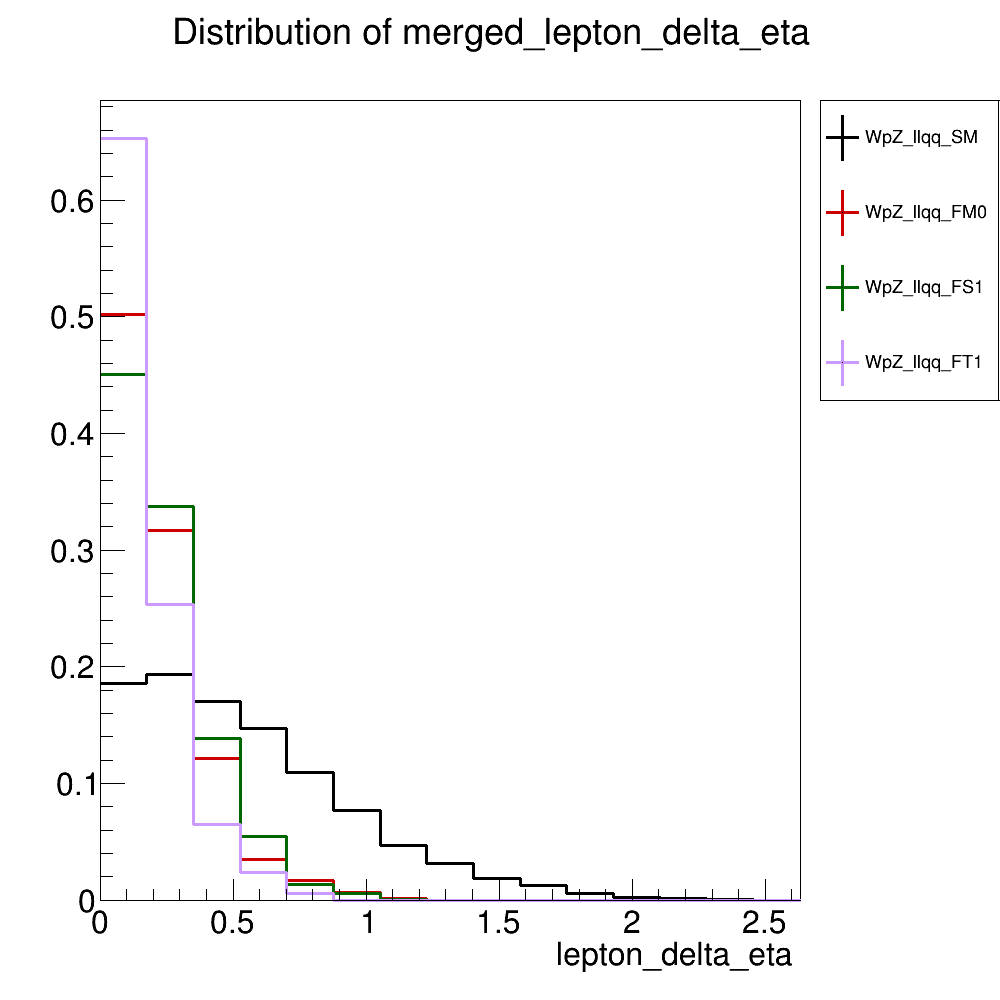 Distribution of merged_lepton_delta_eta
WpZ_llqq_SM
WpZ_llqq_FM0
WpZ_llqq_FS1
WpZ_llqq_FT1
0.6
0.5
0.4
0.3
0.2
0.1
0
0 0.5 1 1.5 2 2.5
lepton_delta_eta